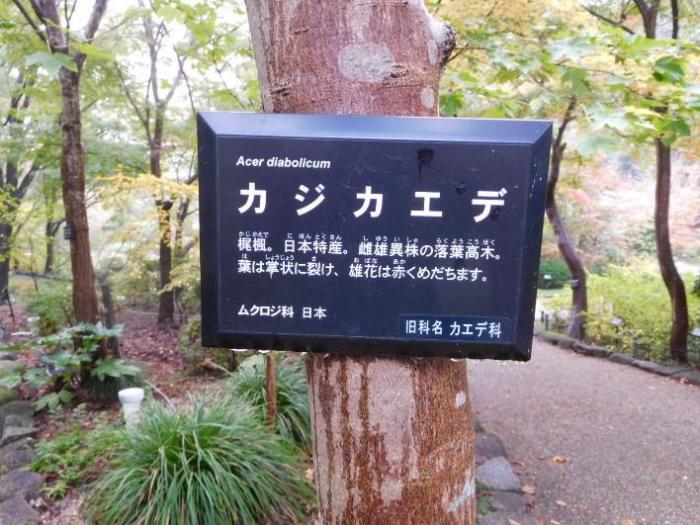 Acer diabolicum
カジカエデ
梶楓。日本特産。雌雄異株の落葉高木。
葉は掌状に裂け、雄花は赤くめだちます。
ムクロジ科 日本
旧科名 カエデ科